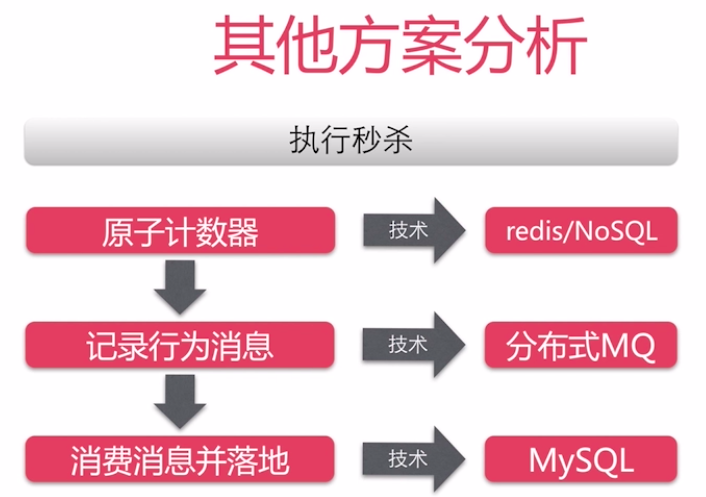 其他方案分析
执行秒杀
原子计数器
技术
redis/NoSQL
记录行为消息
技术
分布式MQ
消费消息并落地
技术
MySQL